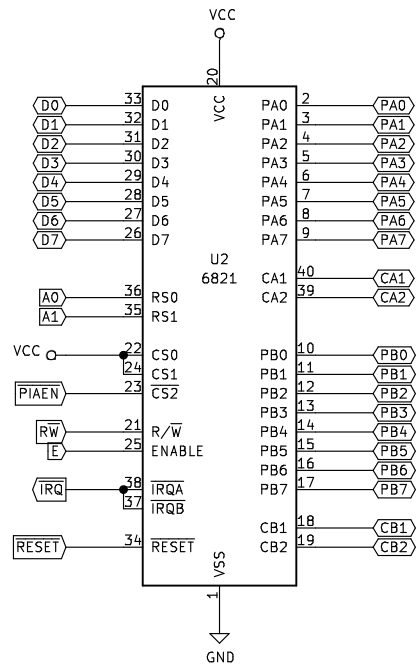 VCC
20
VCC
D0 33 D0 PA0 2 PA0
D1 32 D1 PA1 3 PA1
D2 31 D2 PA2 4 PA2
D3 30 D3 PA3 5 PA3
D4 29 D4 PA4 6 PA4
D5 28 D5 PA5 7 PA5
D6 27 D6 PA6 8 PA6
D7 26 D7 PA7 9 PA7
U2
6821
CA1 40 CA1
CA2 39 CA2
A0 36 RS0
A1 35 RS1
VCC 22 CS0 PB0 10 PB0
24 CS1 PB1 11 PB1
PIAEN 23 CS2 PB2 12 PB2
PB3 13 PB3
RW 21 R/W PB4 14 PB4
E 25 ENABLE PB5 15 PB5
PB6 16 PB6
IRQ 38 IRQA PB7 17 PB7
37 IRQB
CB1 18 CB1
RESET 34 RESET CB2 19 CB2
VSS
1
GND